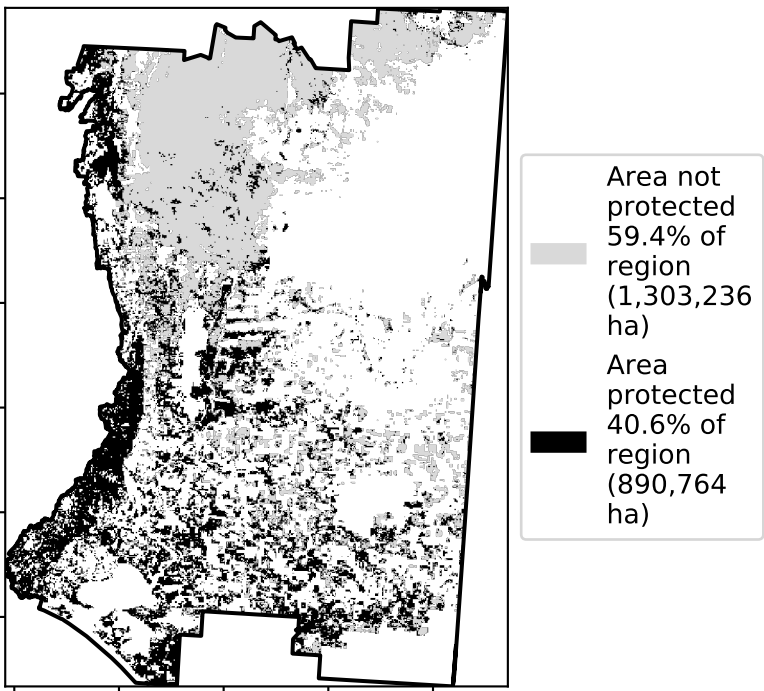 Area not
protected
59.4% of
region
(1,303,236
ha)
Area
protected
40.6% of
region
(890,764
ha)